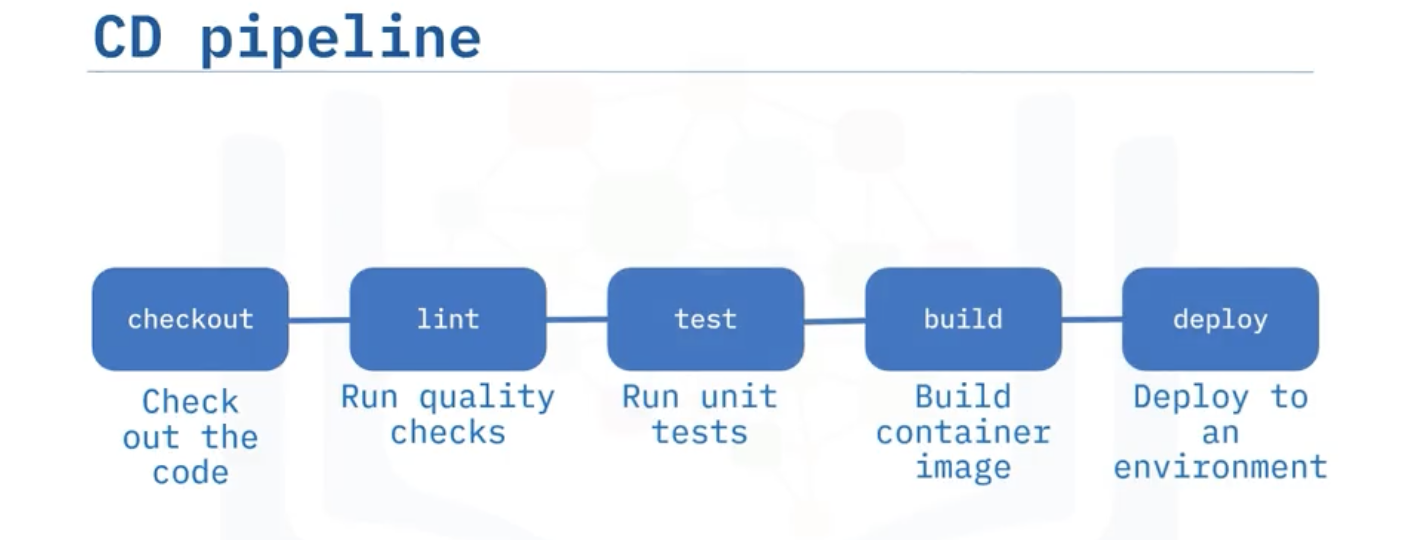 CD pipeline
checkout
lint
test
build
deploy
Check
out the
code
Run quality
checks
Run unit
tests
Build
container
image
Deploy to
an
environment